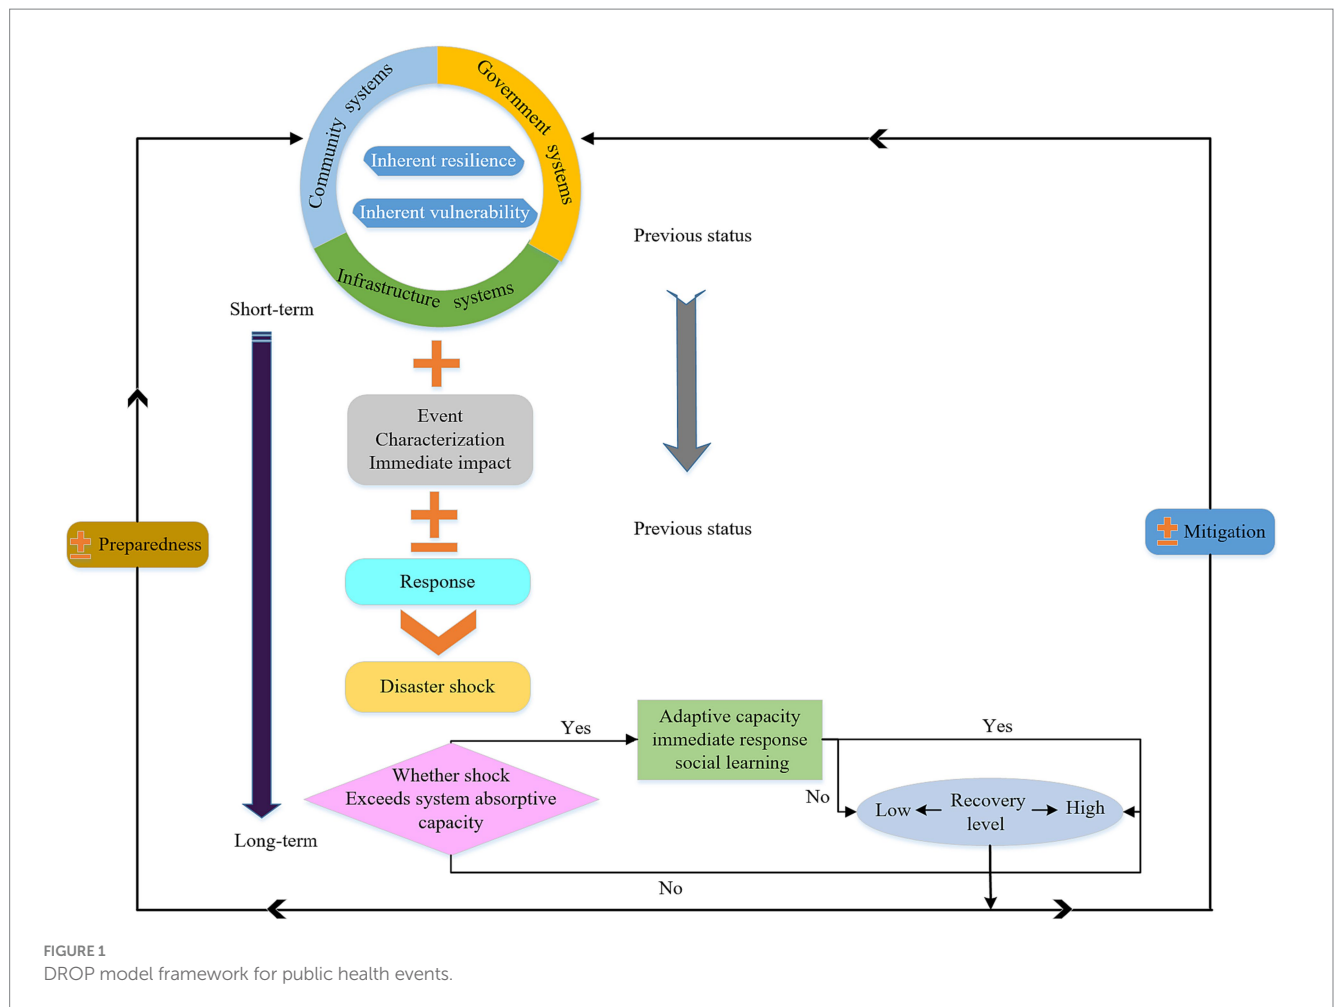 Community systems
Government systems
Inherent resilience
Inherent vulnerability
Infrastructure systems
Previous status
Short-term
Event
Characterization
Immediate impact
Previous status
± Preparedness
± Mitigation
Response
Disaster shock
Yes
Adaptive capacity
immediate response
social learning
Yes
Whether shock
Exceeds system absorptive
capacity
No
Low
Recovery
level
High
Long-term
No
FIGURE 1
DROP model framework for public health events.